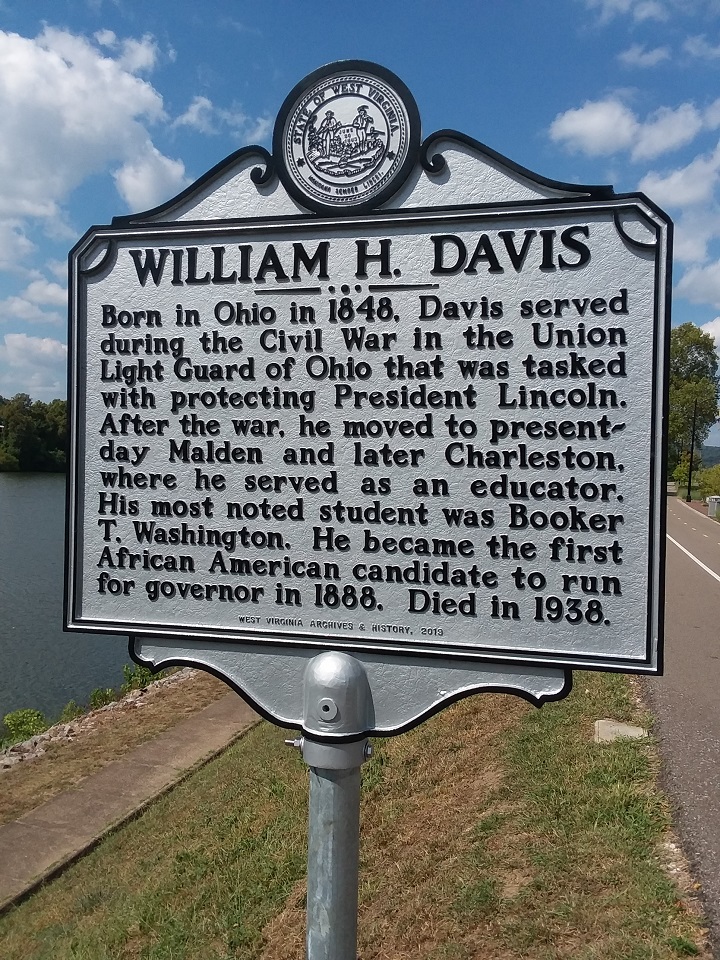 STATE OF WEST VIRGINIA
MONTANI SEMPER LIBERI
WILLIAM H. DAVIS
Born in Ohio in 1848, Davis served
during the Civil War in the Union
Light Guard of Ohio that was tasked
with protecting President Lincoln.
After the war, he moved to present-
day Malden and later Charleston,
where he served as an educator.
His most noted student was Booker
T. Washington. He became the first
African American candidate to run
for governor in 1888. Died in 1938.
WEST VIRGINIA ARCHIVES & HISTORY, 2013